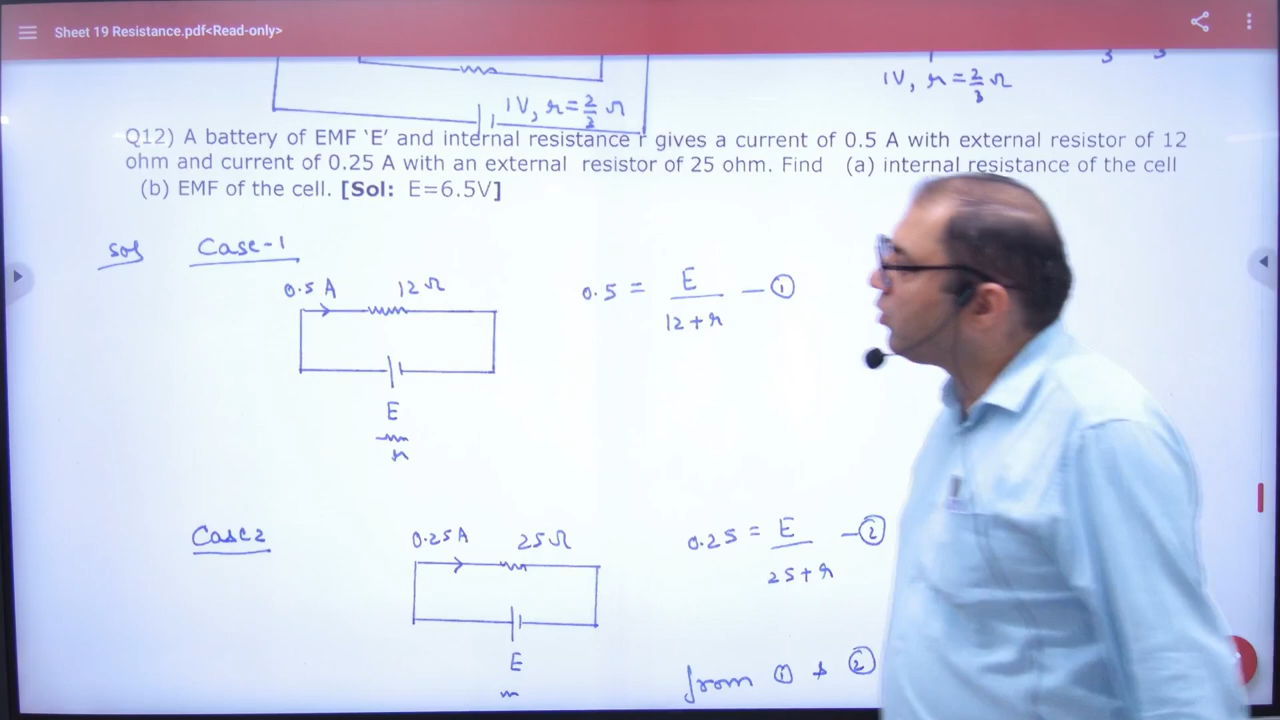 Sheet 19 Resistance.pdf<Read-only>
1V, r = 2/3 Ω
1V, r = 2/3 Ω
3 3
Q12) A battery of EMF ‘E’ and internal resistance r gives a current of 0.5 A with external resistor of 12
ohm and current of 0.25 A with an external resistor of 25 ohm. Find (a) internal resistance of the cell
(b) EMF of the cell. [Sol: E=6.5V]
Sol Case-1
0.5 A 12 Ω
0.5 = E / 12 + r — ①
E
r
Case 2
0.25 A 25 Ω
0.25 = E / 25 + r — ②
E
from ① & ②